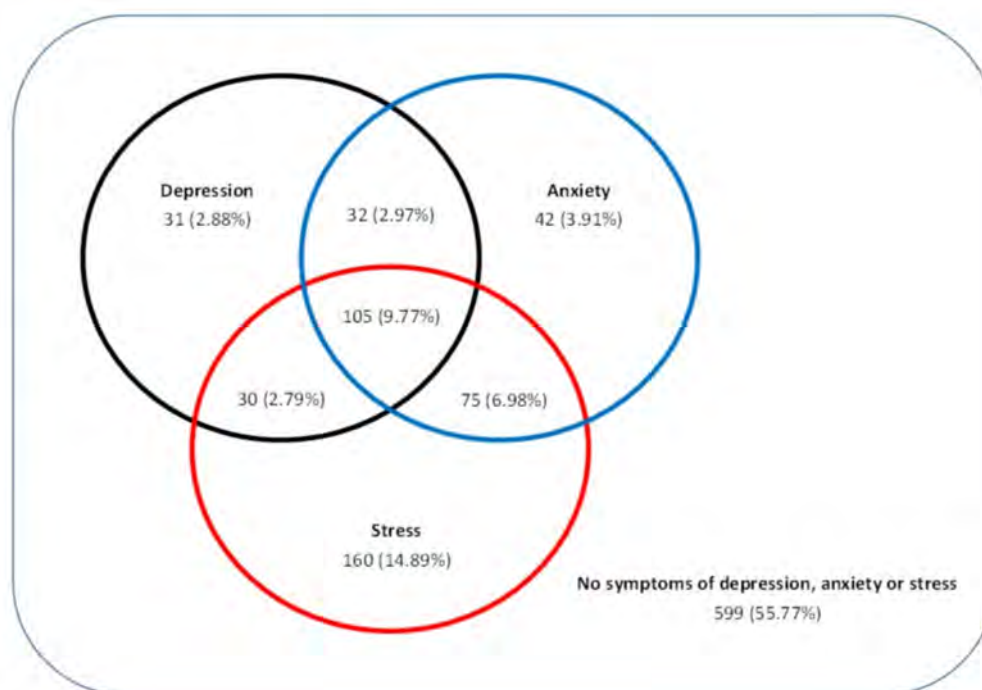 Depression
31 (2.88%)
32 (2.97%)
Anxiety
42 (3.91%)
105 (9.77%)
30 (2.79%)
75 (6.98%)
Stress
160 (14.89%)
No symptoms of depression, anxiety or stress
599 (55.77%)